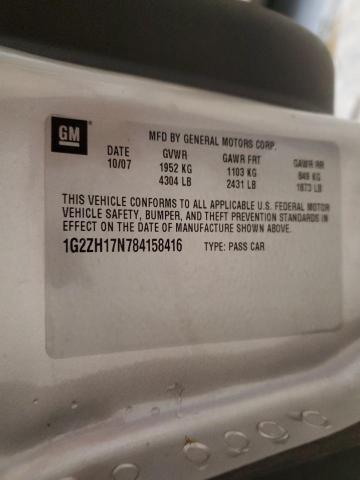 GM
MFD BY GENERAL MOTORS CORP.
DATE GVWR GAWR FRT GAWR RR
10/07 1952 KG 1103 KG 849 KG
4304 LB 2431 LB 1873 LB
THIS VEHICLE CONFORMS TO ALL APPLICABLE U.S. FEDERAL MOTOR
VEHICLE SAFETY, BUMPER, AND THEFT PREVENTION STANDARDS IN
EFFECT ON THE DATE OF MANUFACTURE SHOWN ABOVE.
1G2ZH17N784158416 TYPE: PASS CAR